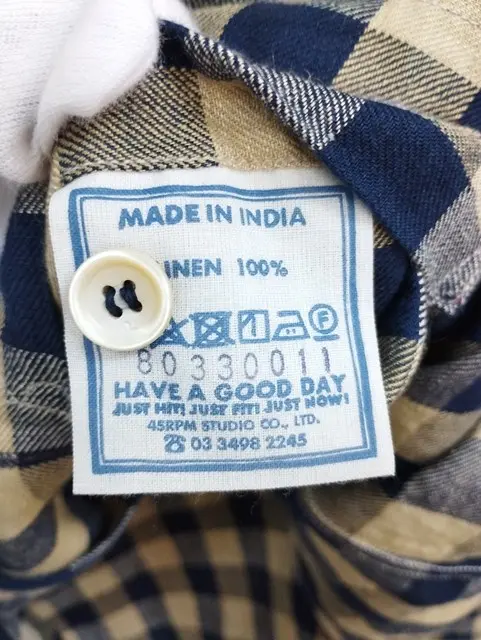 MADE IN INDIA
INEN 100%
80330011
HAVE A GOOD DAY
JUST HIT! JUST FIT! JUST NOW!
45RPM STUDIO CO., LTD.
☎ 03 3498 2245